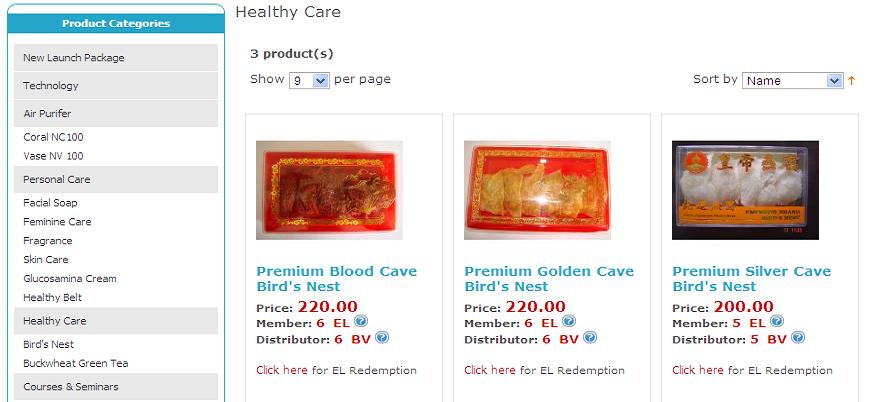 Product Categories
New Launch Package
Technology
Air Purifer
Coral NC100
Vase NV 100
Personal Care
Facial Soap
Feminine Care
Fragrance
Skin Care
Glucosamina Cream
Healthy Belt
Healthy Care
Bird's Nest
Buckwheat Green Tea
Courses & Seminars
Healthy Care
3 product(s)
Show 9 per page
Sort by Name
Premium Blood Cave
Bird's Nest
Price: 220.00
Member: 6 EL
Distributor: 6 BV
Click here for EL Redemption
Premium Golden Cave
Bird's Nest
Price: 220.00
Member: 6 EL
Distributor: 6 BV
Click here for EL Redemption
皇帝
Premium Silver Cave
Bird's Nest
Price: 200.00
Member: 5 EL
Distributor: 5 BV
Click here for EL Redemption